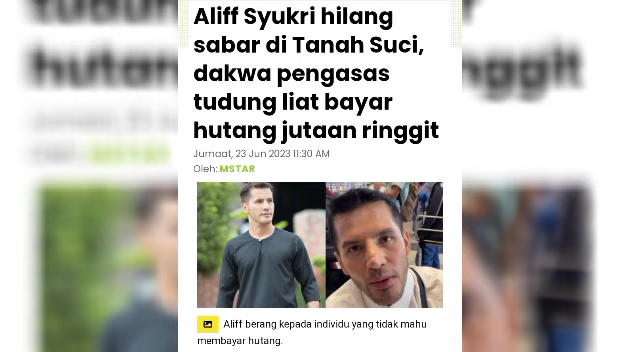 Aliff Syukri hilang
sabar di Tanah Suci,
dakwa pengasas
tudung liat bayar
hutang jutaan ringgit
Jumaat, 23 Jun 2023 11:30 AM
Oleh: MSTAR
Aliff berang kepada individu yang tidak mahu
membayar hutang.